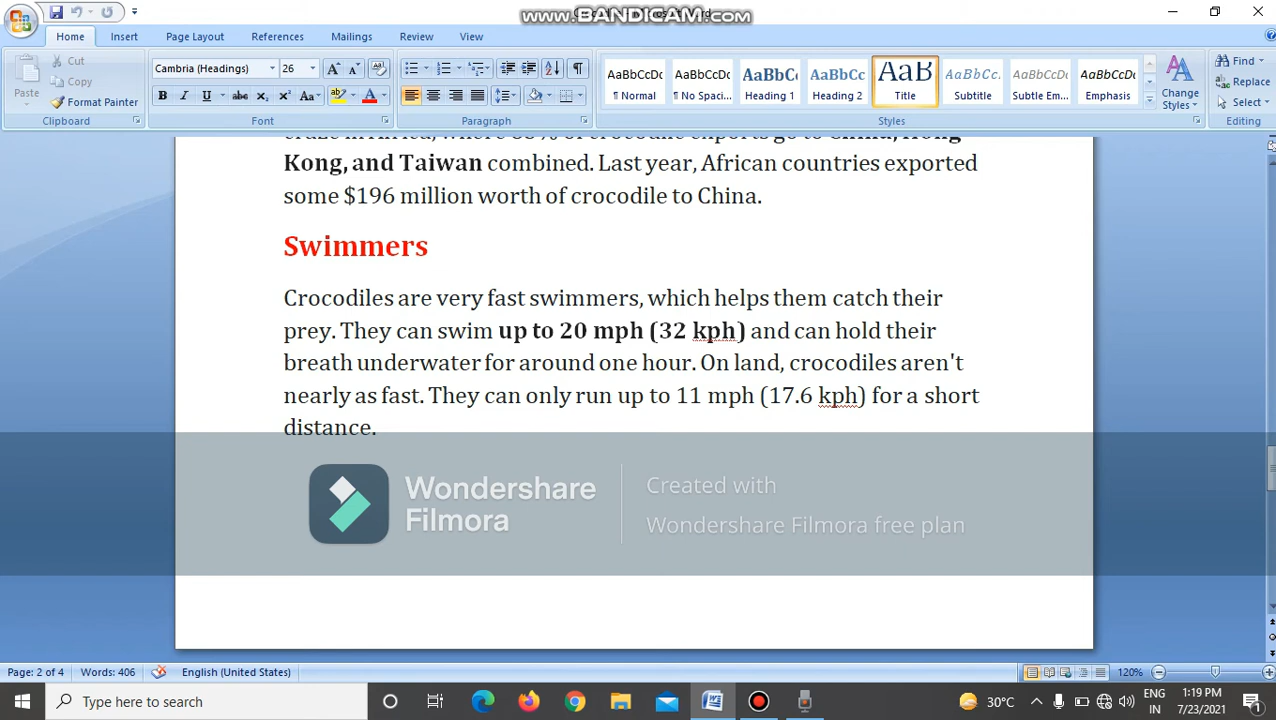 www.BANDICAM.com
Home Insert Page Layout References Mailings Review View
Cambria (Headings) 26
AaBbCcDc AaBbCcDc AaBbC AaBbCc AaB AaBbCc. AaBbCcDc AaBbCcDc
Paste Cut Copy Format Painter
¶ Normal ¶ No Spaci... Heading 1 Heading 2 Title Subtitle Subtle Em... Emphasis
Change Styles
Find Replace Select
Clipboard Font Paragraph Styles Editing
Kong, and Taiwan combined. Last year, African countries exported
some $196 million worth of crocodile to China.
Swimmers
Crocodiles are very fast swimmers, which helps them catch their
prey. They can swim up to 20 mph (32 kph) and can hold their
breath underwater for around one hour. On land, crocodiles aren't
nearly as fast. They can only run up to 11 mph (17.6 kph) for a short
distance.
Wondershare
Filmora
Created with
Wondershare Filmora free plan
Page: 2 of 4 Words: 406 English (United States) 120%
Type here to search 30°C ENG IN 1:19 PM 7/23/2021